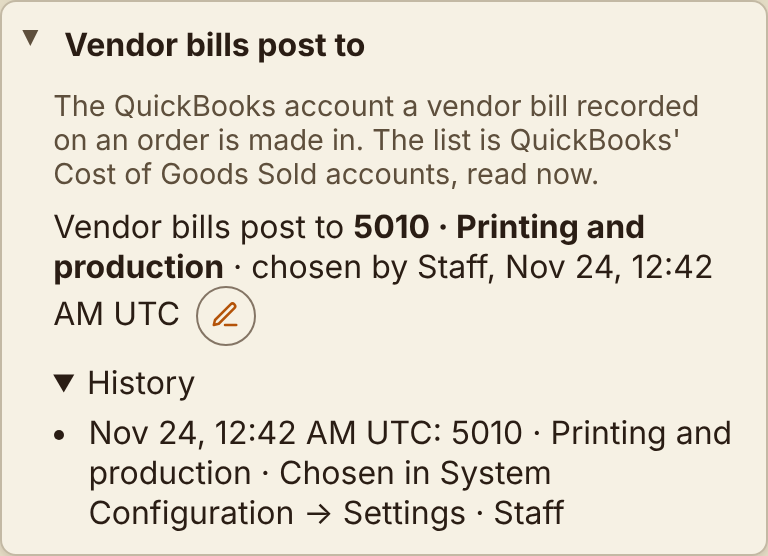 Vendor bills post to
The QuickBooks account a vendor bill recorded
on an order is made in. The list is QuickBooks'
Cost of Goods Sold accounts, read now.
Vendor bills post to 5010 · Printing and
production · chosen by Staff, Nov 24, 12:42
AM UTC
History
• Nov 24, 12:42 AM UTC: 5010 · Printing and
production · Chosen in System
Configuration → Settings · Staff